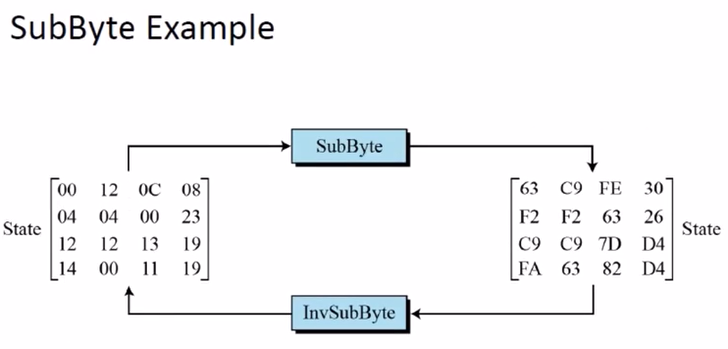 SubByte Example
SubByte
00 12 0C 08 63 C9 FE 30
04 04 00 23 F2 F2 63 26
State State
12 12 13 19 C9 C9 7D D4
14 00 11 19 FA 63 82 D4
InvSubByte